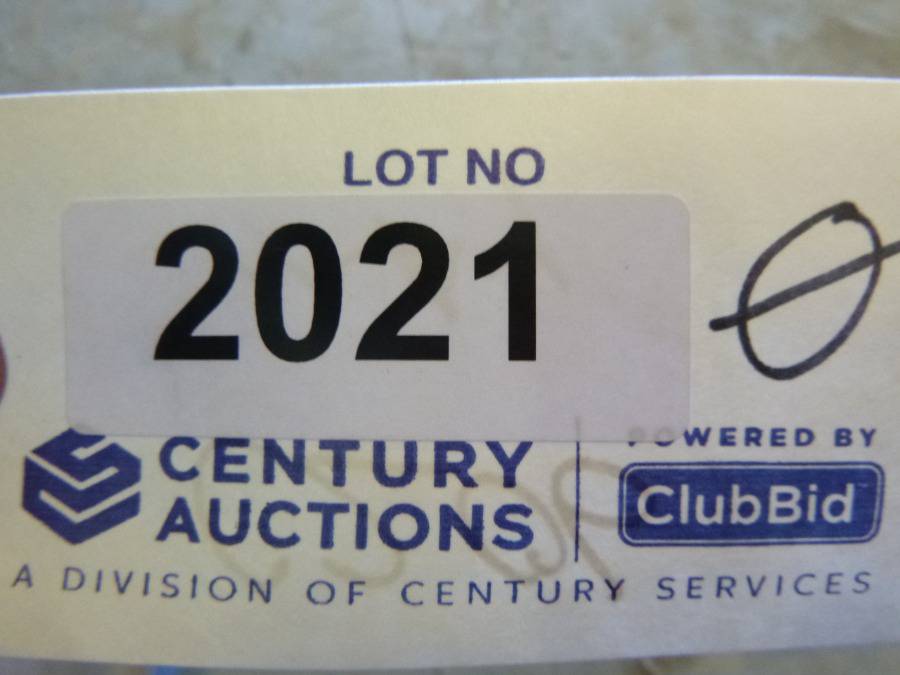 LOT NO
2021
CENTURY
AUCTIONS
POWERED BY
ClubBid
A DIVISION OF CENTURY SERVICES